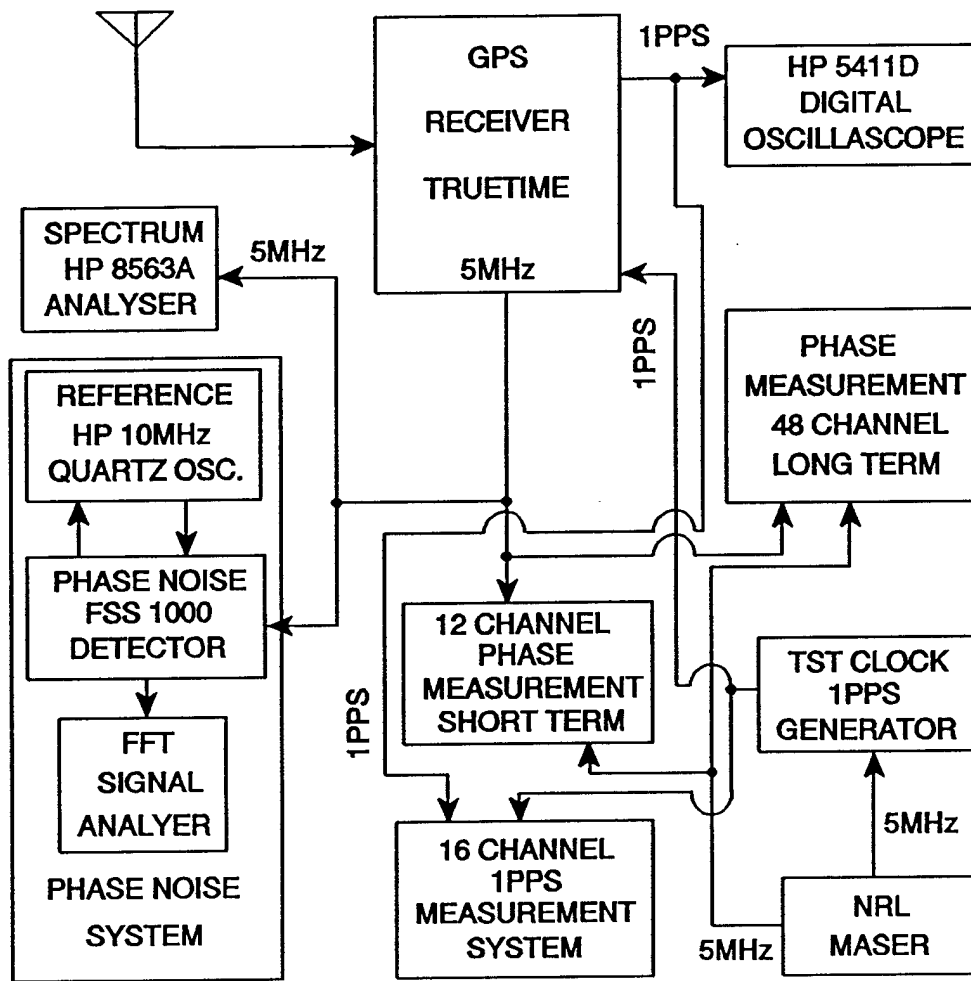 GPS
RECEIVER
TRUETIME
5MHz
1PPS
HP 5411D
DIGITAL
OSCILLASCOPE
SPECTRUM
HP 8563A
ANALYSER
5MHz
1PPS
PHASE
MEASUREMENT
48 CHANNEL
LONG TERM
REFERENCE
HP 10MHz
QUARTZ OSC.
PHASE NOISE
FSS 1000
DETECTOR
FFT
SIGNAL
ANALYER
PHASE NOISE
SYSTEM
12 CHANNEL
PHASE
MEASUREMENT
SHORT TERM
1PPS
TST CLOCK
1PPS
GENERATOR
5MHz
16 CHANNEL
1PPS
MEASUREMENT
SYSTEM
5MHz
NRL
MASER